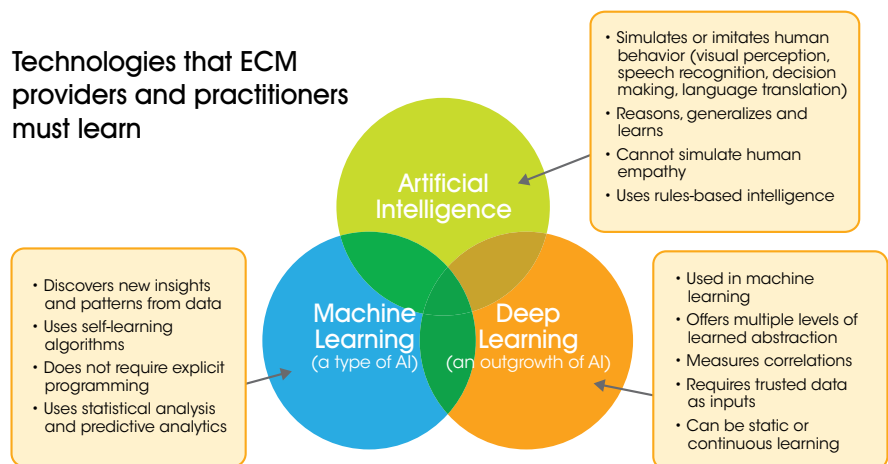 Technologies that ECM
providers and practitioners
must learn
• Simulates or imitates human
behavior (visual perception,
speech recognition, decision
making, language translation)
• Reasons, generalizes and
learns
• Cannot simulate human
empathy
• Uses rules-based intelligence
Artificial
Intelligence
• Discovers new insights
and patterns from data
• Uses self-learning
algorithms
• Does not require explicit
programming
• Uses statistical analysis
and predictive analytics
Machine
Learning
(a type of AI)
Deep
Learning
(an outgrowth of AI)
• Used in machine
learning
• Offers multiple levels of
learned abstraction
• Measures correlations
• Requires trusted data
as inputs
• Can be static or
continuous learning